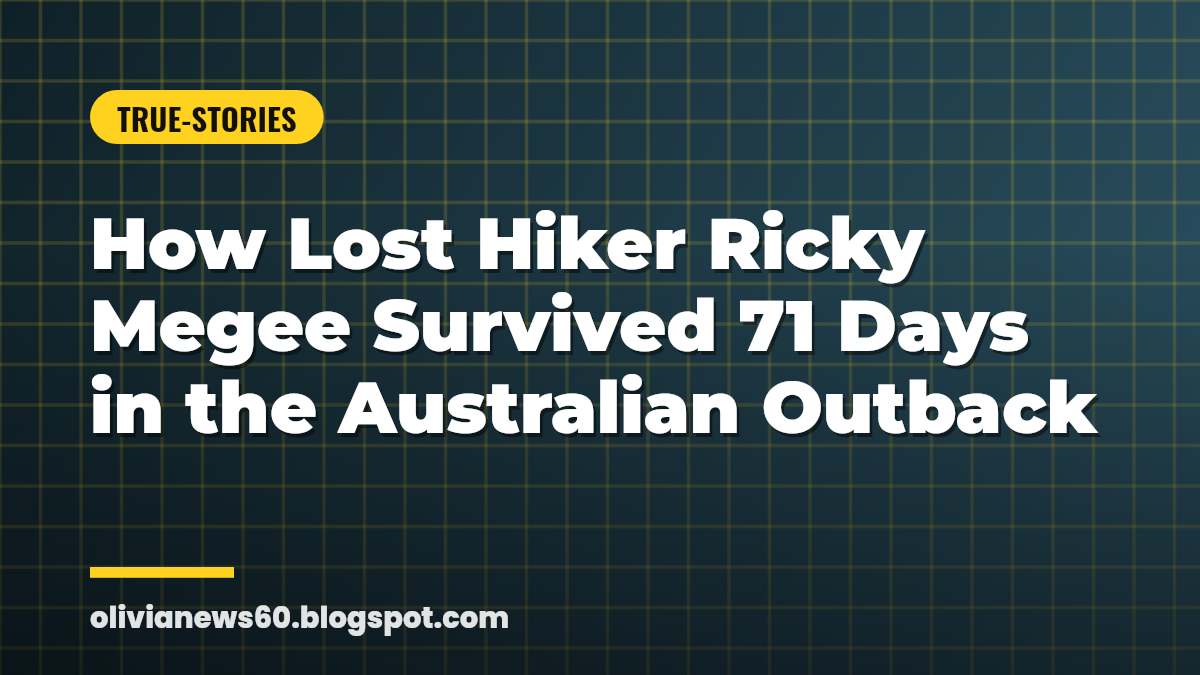 TRUE-STORIES
How Lost Hiker Ricky
Megee Survived 71 Days
in the Australian Outback
olivianews60.blogspot.com